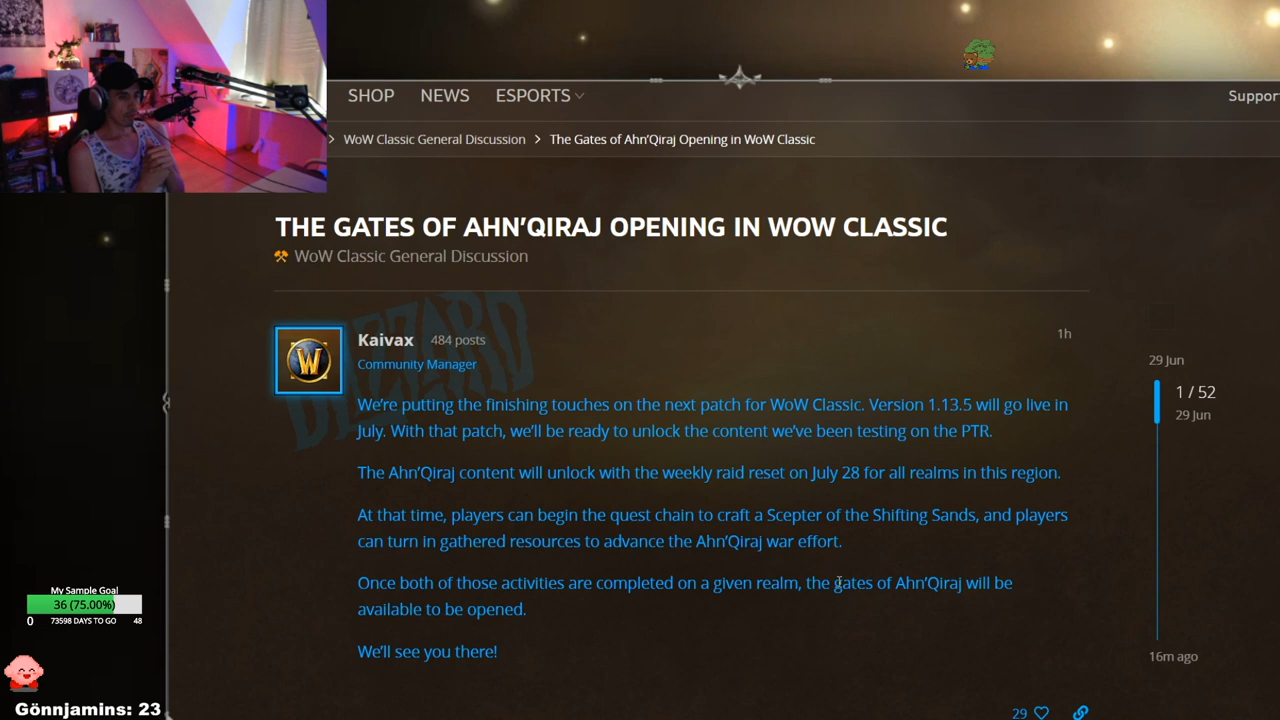 SHOP NEWS ESPORTS
Suppor
WoW Classic General Discussion > The Gates of Ahn'Qiraj Opening in WoW Classic
THE GATES OF AHN'QIRAJ OPENING IN WOW CLASSIC
WoW Classic General Discussion
BLIZZARD
Kaivax 484 posts
1h
Community Manager
We're putting the finishing touches on the next patch for WoW Classic. Version 1.13.5 will go live in
July. With that patch, we'll be ready to unlock the content we've been testing on the PTR.
The Ahn'Qiraj content will unlock with the weekly raid reset on July 28 for all realms in this region.
At that time, players can begin the quest chain to craft a Scepter of the Shifting Sands, and players
can turn in gathered resources to advance the Ahn'Qiraj war effort.
Once both of those activities are completed on a given realm, the gates of Ahn'Qiraj will be
available to be opened.
We'll see you there!
29
29 Jun
1 / 52
29 Jun
16m ago
My Sample Goal
36 (75.00%)
0 73598 DAYS TO GO 48
Gönnjamins: 23